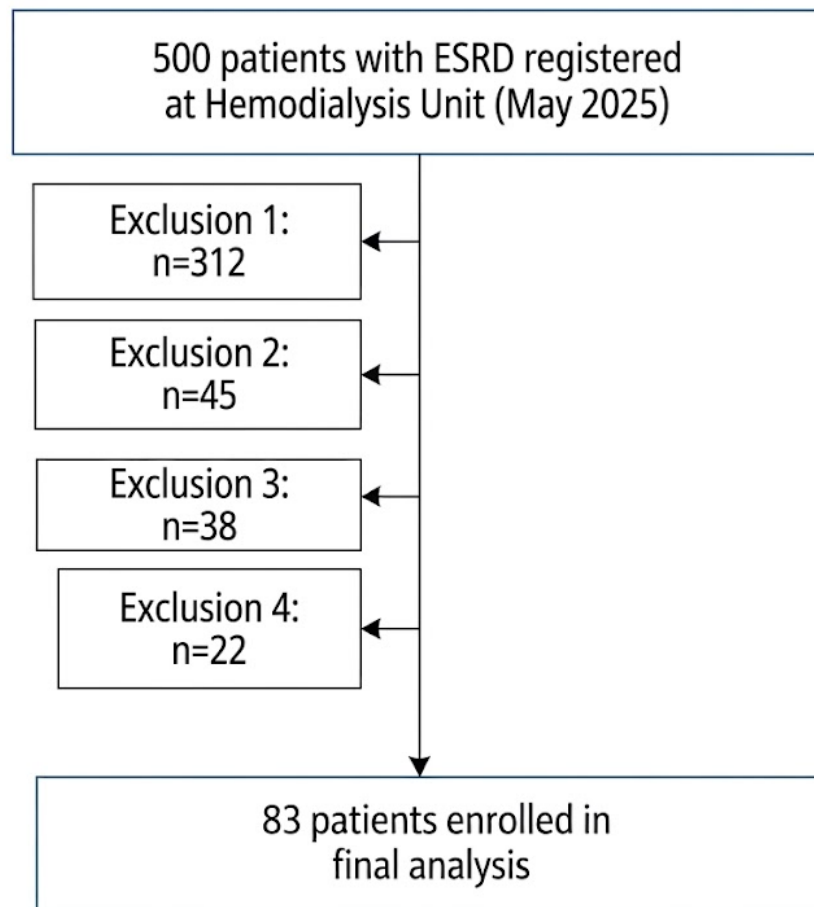 500 patients with ESRD registered
at Hemodialysis Unit (May 2025)
Exclusion 1:
n=312
Exclusion 2:
n=45
Exclusion 3:
n=38
Exclusion 4:
n=22
83 patients enrolled in
final analysis